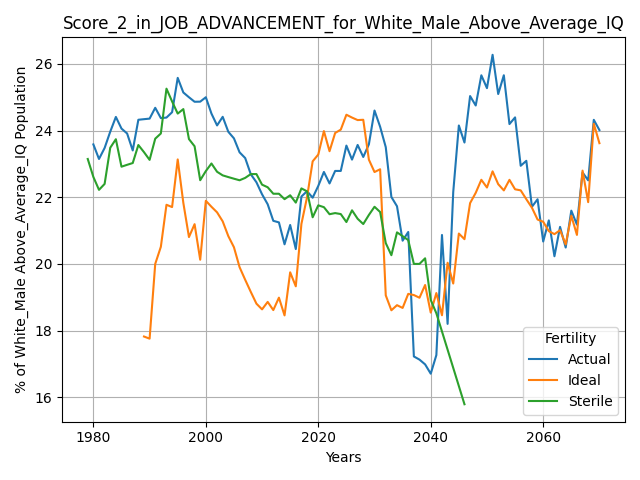 Score_2_in_JOB_ADVANCEMENT_for_White_Male_Above_Average_IQ
% of White_Male Above_Average_IQ Population
26
24
22
20
18
16
1980
2000
2020
2040
2060
Years
Fertility
Actual
Ideal
Sterile